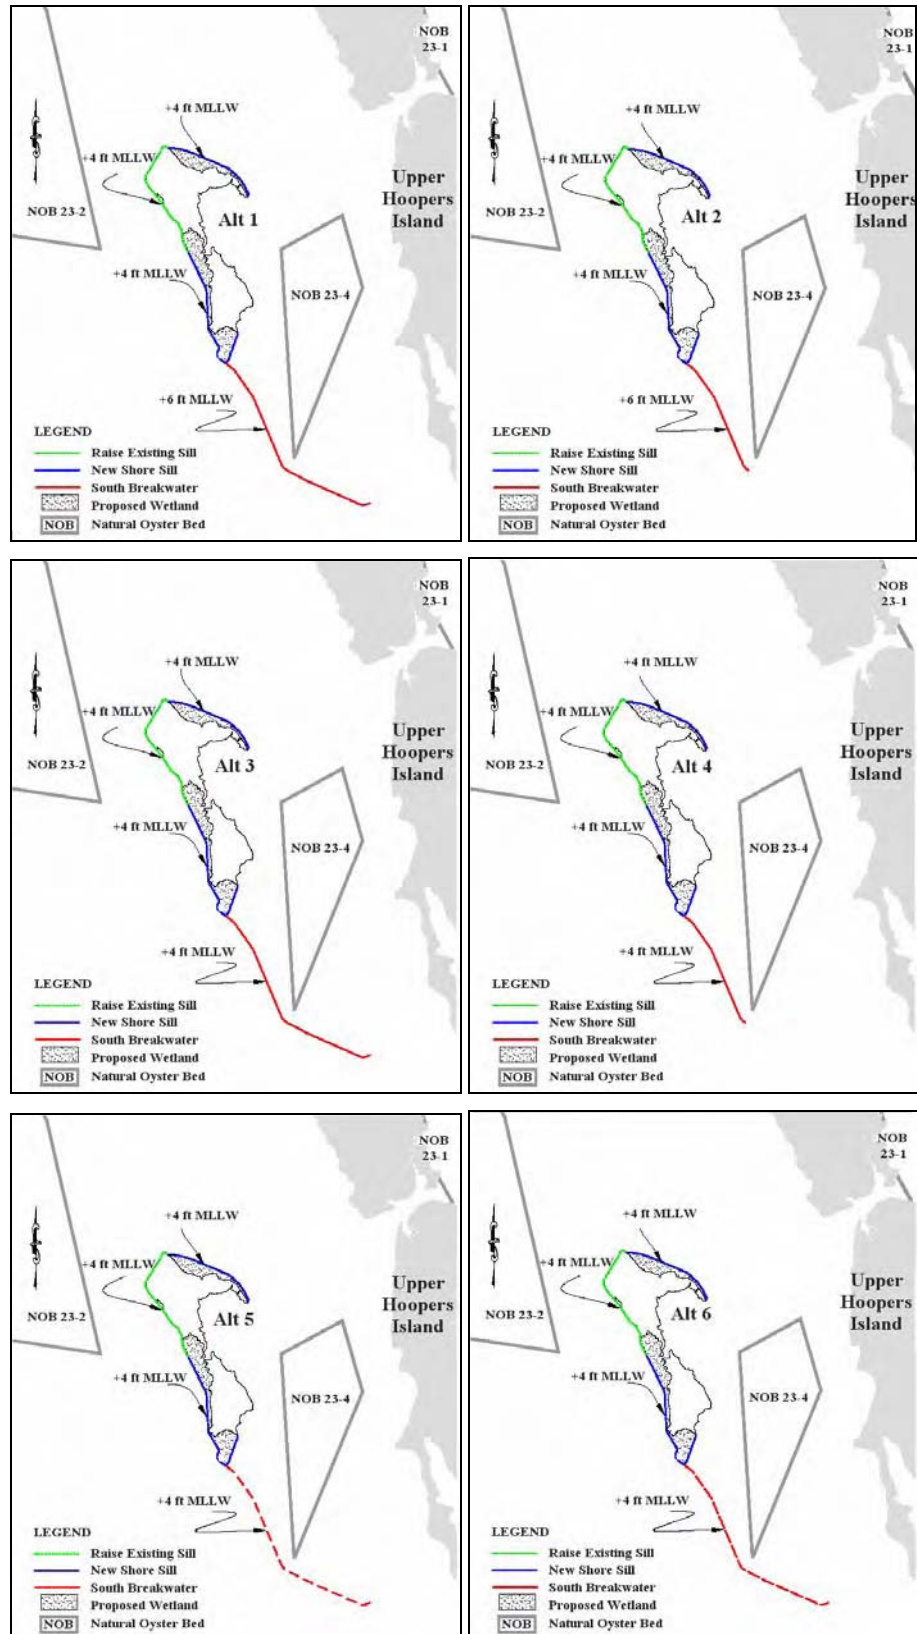 NOB
23-1
+4 ft MLLW
+4 ft MLLW
Upper
Hoopers
Island
NOB 23-2
Alt 1
+4 ft MLLW
NOB 23-4
+6 ft MLLW
LEGEND
Raise Existing Sill
New Shore Sill
South Breakwater
Proposed Wetland
NOB Natural Oyster Bed
NOB
23-1
+4 ft MLLW
+4 ft MLLW
Upper
Hoopers
Island
NOB 23-2
Alt 2
+4 ft MLLW
NOB 23-4
+6 ft MLLW
LEGEND
Raise Existing Sill
New Shore Sill
South Breakwater
Proposed Wetland
NOB Natural Oyster Bed
NOB
23-1
+4 ft MLLW
+4 ft MLLW
Upper
Hoopers
Island
NOB 23-2
Alt 3
+4 ft MLLW
NOB 23-4
+4 ft MLLW
LEGEND
Raise Existing Sill
New Shore Sill
South Breakwater
Proposed Wetland
NOB Natural Oyster Bed
NOB
23-1
+4 ft MLLW
+4 ft MLLW
Upper
Hoopers
Island
NOB 23-2
Alt 4
+4 ft MLLW
NOB 23-4
+4 ft MLLW
LEGEND
Raise Existing Sill
New Shore Sill
South Breakwater
Proposed Wetland
NOB Natural Oyster Bed
NOB
23-1
+4 ft MLLW
+4 ft MLLW
Upper
Hoopers
Island
NOB 23-2
Alt 5
+4 ft MLLW
NOB 23-4
+4 ft MLLW
LEGEND
Raise Existing Sill
New Shore Sill
South Breakwater
Proposed Wetland
NOB Natural Oyster Bed
NOB
23-1
+4 ft MLLW
+4 ft MLLW
Upper
Hoopers
Island
NOB 23-2
Alt 6
+4 ft MLLW
NOB 23-4
+4 ft MLLW
LEGEND
Raise Existing Sill
New Shore Sill
South Breakwater
Proposed Wetland
NOB Natural Oyster Bed